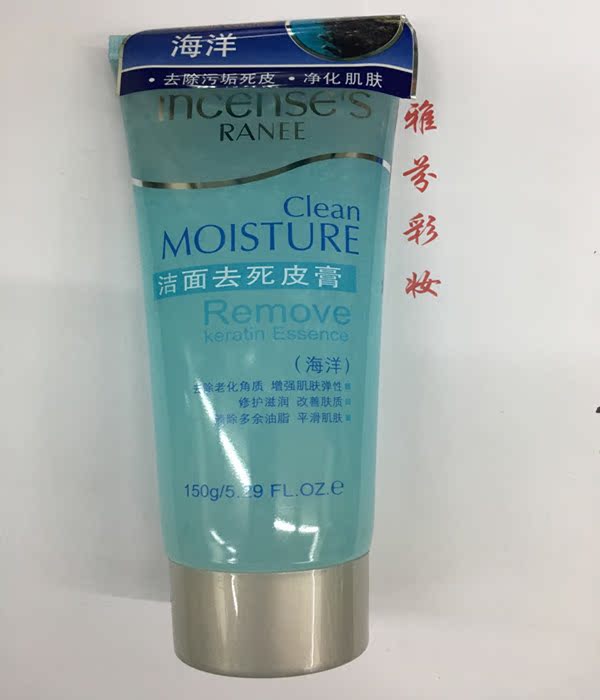 海洋
·去除污垢死皮 ·净化肌肤
incense's
RANEE
Clean
MOISTURE
洁面去死皮膏
Remove
keratin Essence
(海洋)
去除老化角质 增强肌肤弹性
修护滋润 改善肤质
消除多余油脂 平滑肌肤
150g/5.29 FL.OZ.e
雅芬彩妆